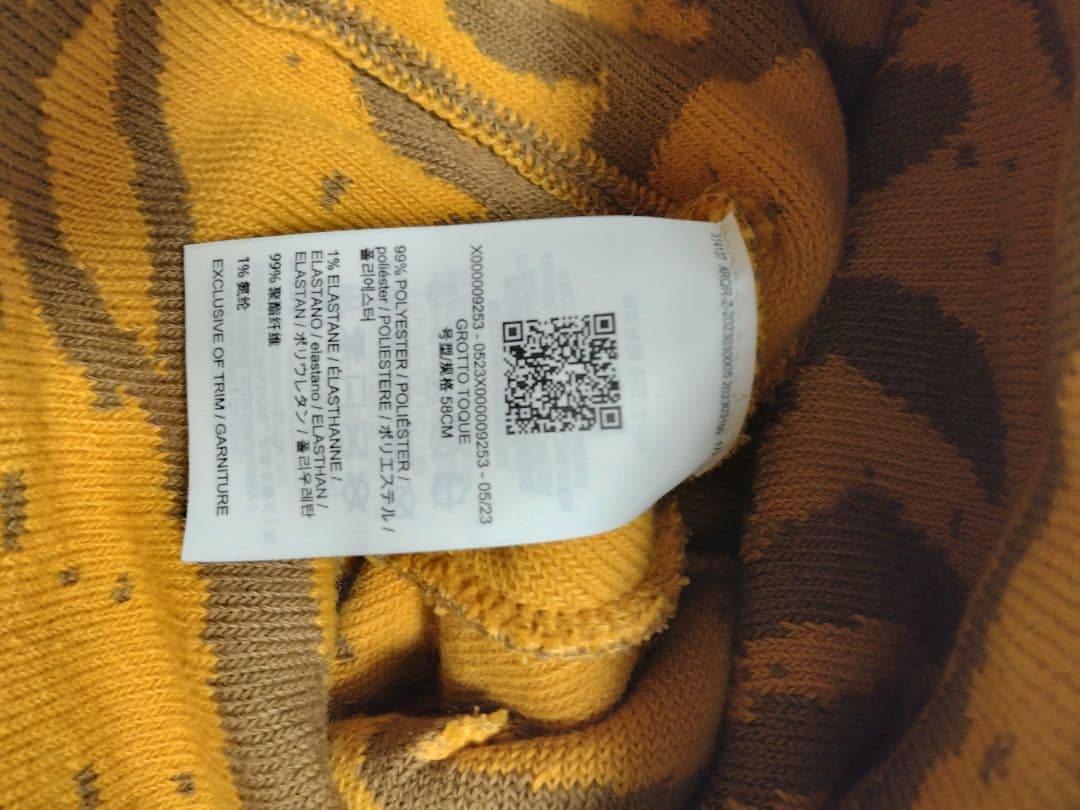 X000009253 - 0523X000009253 - 05/23
GROTTO TOQUE
号型/规格 58CM
99% POLYESTER / POLIÉSTER /
poliéster / POLIESTERE / ポリエステル /
폴리에스터
1% ELASTANE / ÉLASTHANNE /
ELASTANO / elastano / ELASTHAN /
ELASTAN / ポリウレタン / 폴리우레탄
99% 聚酯纤维
1% 氨纶
EXCLUSIVE OF TRIM / GARNITURE